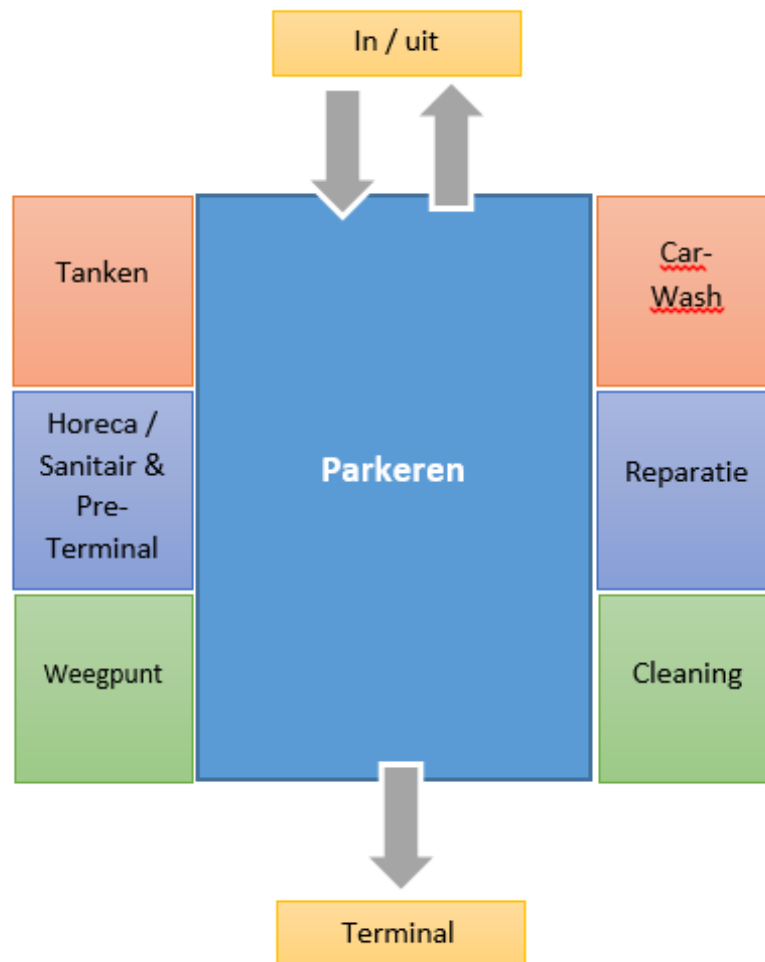 In / uit
Tanken
Car-
Wash
Horeca /
Sanitair &
Pre-
Terminal
Parkeren
Reparatie
Weegpunt
Cleaning
Terminal